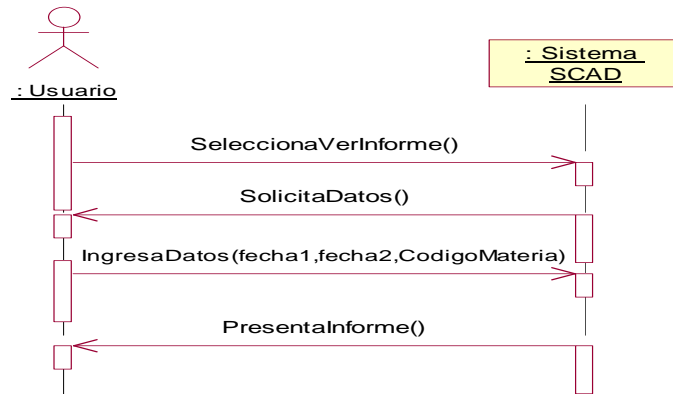 : Usuario
: Sistema
SCAD
SeleccionaVerInforme()
SolicitaDatos()
IngresaDatos(fecha1,fecha2,CodigoMateria)
PresentaInforme()